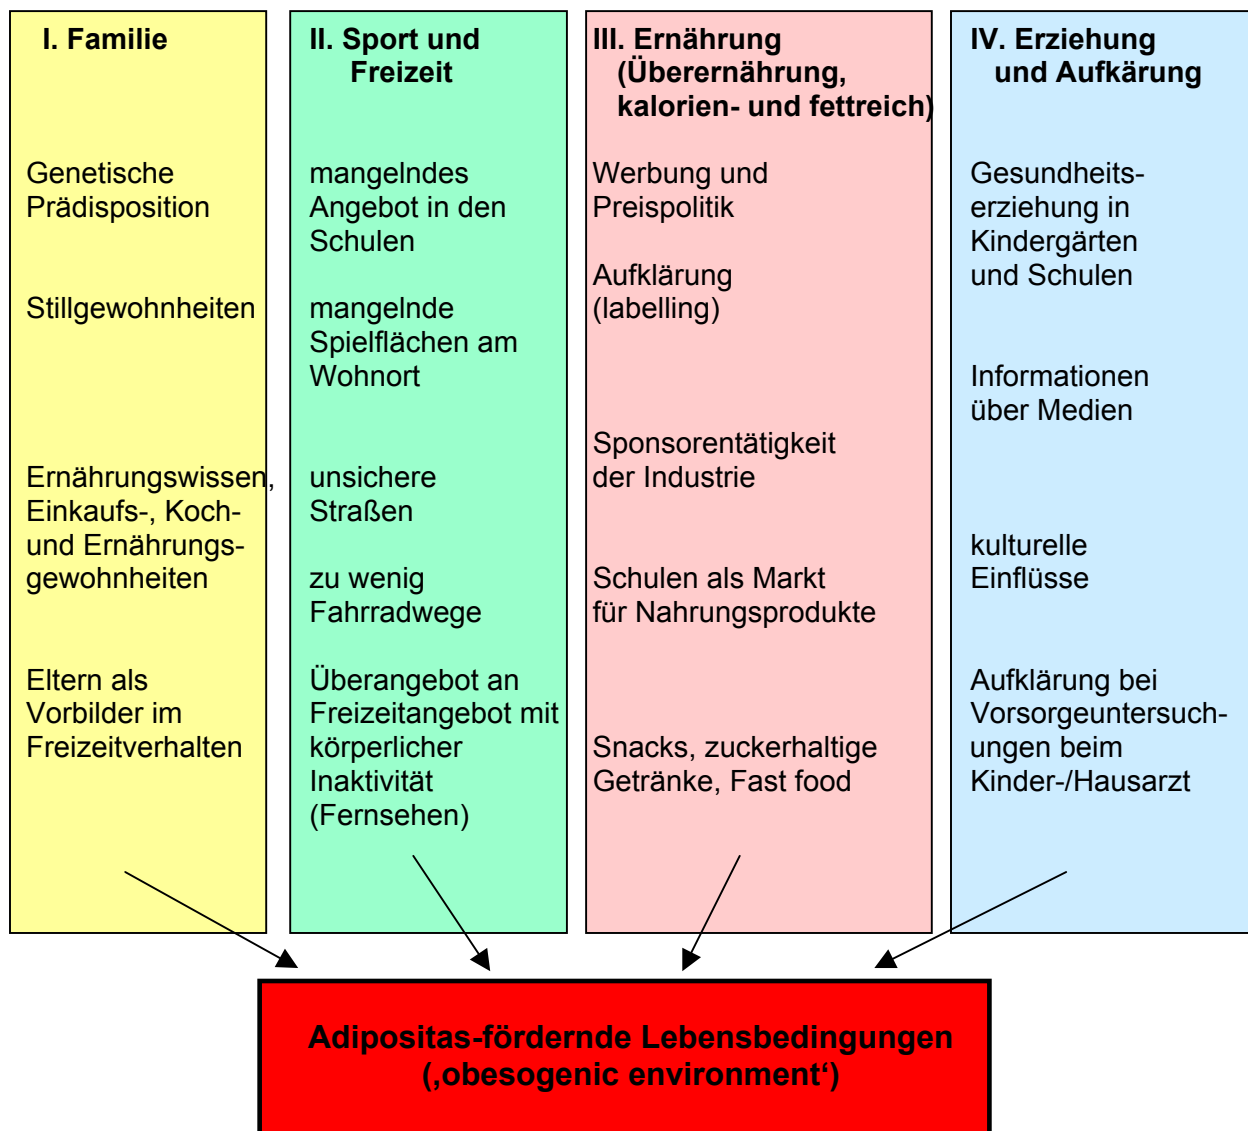 I. Familie
Genetische
Prädisposition
Stillgewohnheiten
Ernährungswissen,
Einkaufs-, Koch-
und Ernährungs-
gewohnheiten
Eltern als
Vorbilder im
Freizeitverhalten
II. Sport und
Freizeit
mangelndes
Angebot in den
Schulen
mangelnde
Spielflächen am
Wohnort
unsichere
Straßen
zu wenig
Fahrradwege
Überangebot an
Freizeitangebot mit
körperlicher
Inaktivität
(Fernsehen)
III. Ernährung
(Überernährung,
kalorien- und fettreich)
Werbung und
Preispolitik
Aufklärung
(labelling)
Sponsorentätigkeit
der Industrie
Schulen als Markt
für Nahrungsprodukte
Snacks, zuckerhaltige
Getränke, Fast food
IV. Erziehung
und Aufkärung
Gesundheits-
erziehung in
Kindergärten
und Schulen
Informationen
über Medien
kulturelle
Einflüsse
Aufklärung bei
Vorsorgeuntersuch-
ungen beim
Kinder-/Hausarzt
Adipositas-fördernde Lebensbedingungen
(‚obesogenic environment‘)